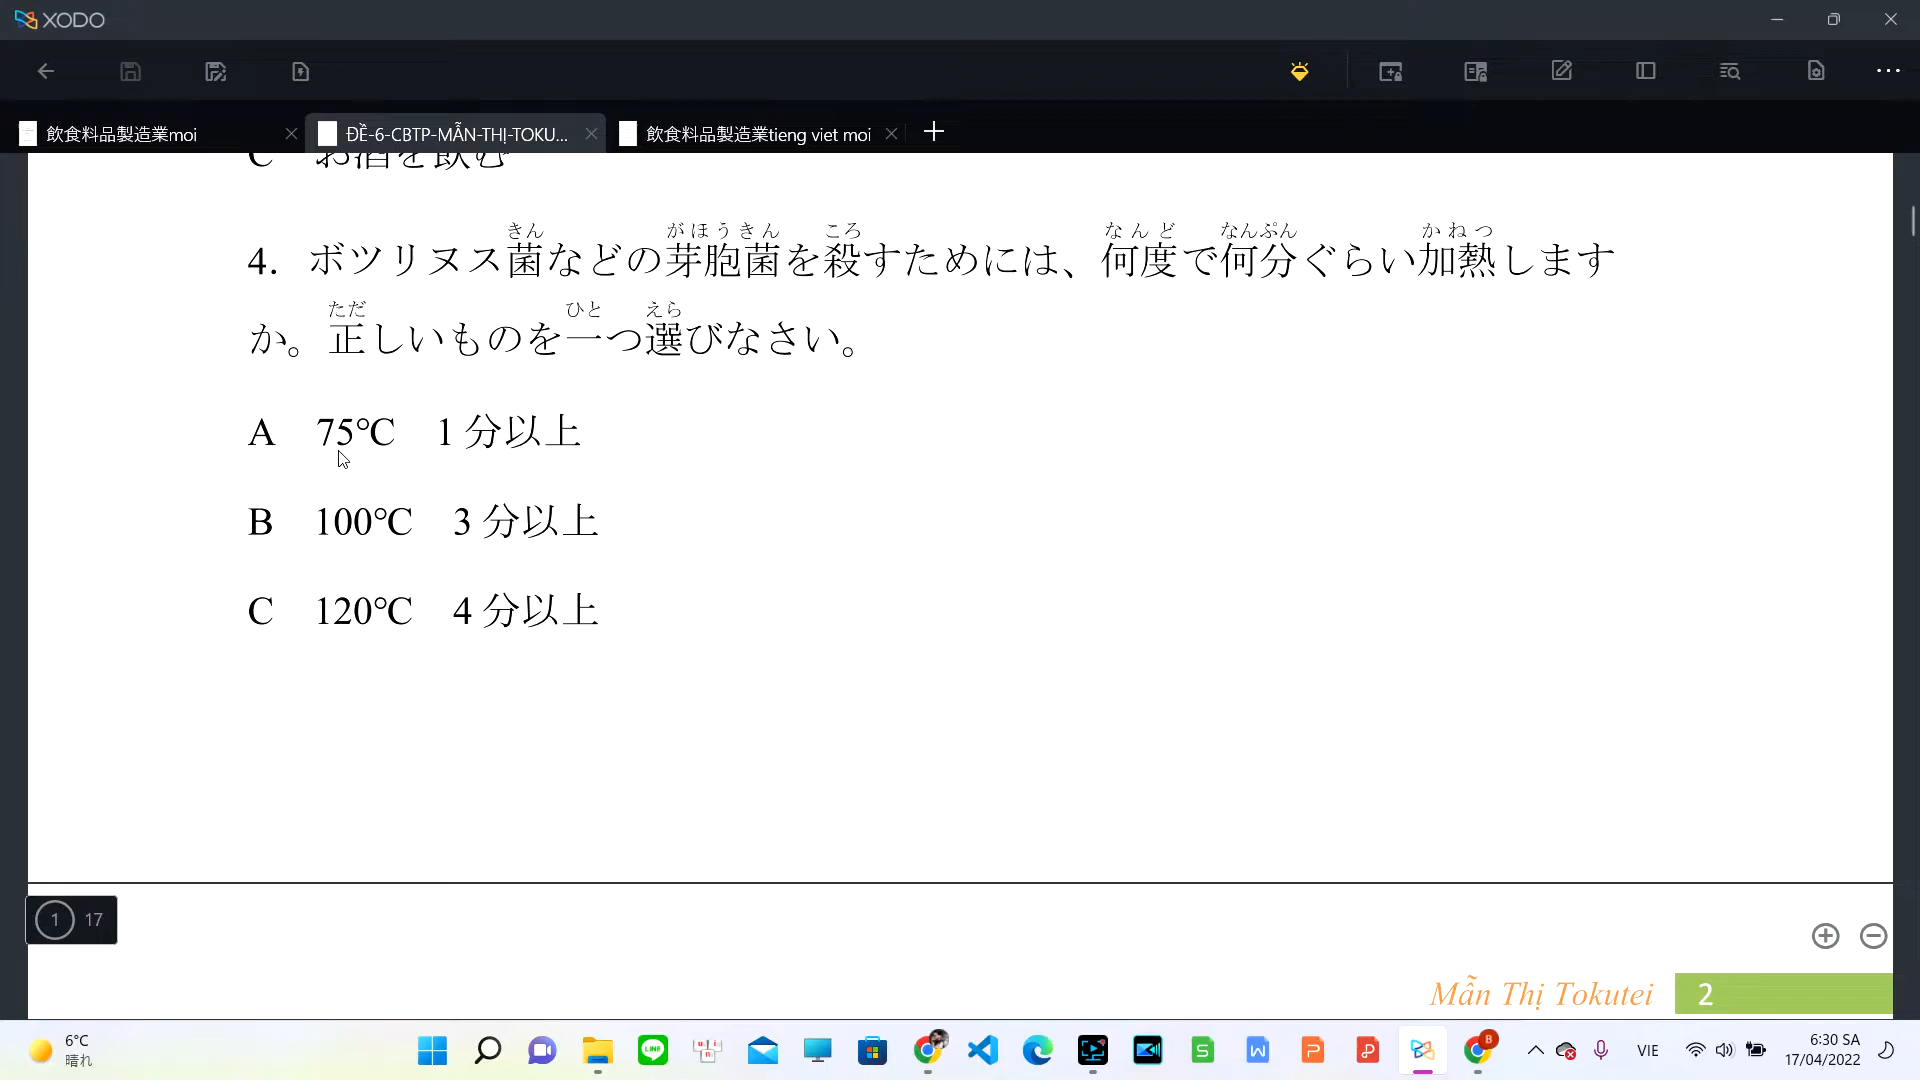 XODO
飲食料品製造業moi
ĐỀ-6-CBTP-MẪN-THỊ-TOKU...
飲食料品製造業tieng viet moi
C お酒を飲む
きん がほうきん ころ なんど なんぷん かねつ
4. ボツリヌス菌などの芽胞菌を殺すためには、何度で何分ぐらい加熱します
ただ ひと えら
か。正しいものを一つ選びなさい。
A 75℃ 1分以上
B 100℃ 3分以上
C 120℃ 4分以上
1 17
Mẫn Thị Tokutei 2
6°C
晴れ
VIE
6:30 SA
17/04/2022